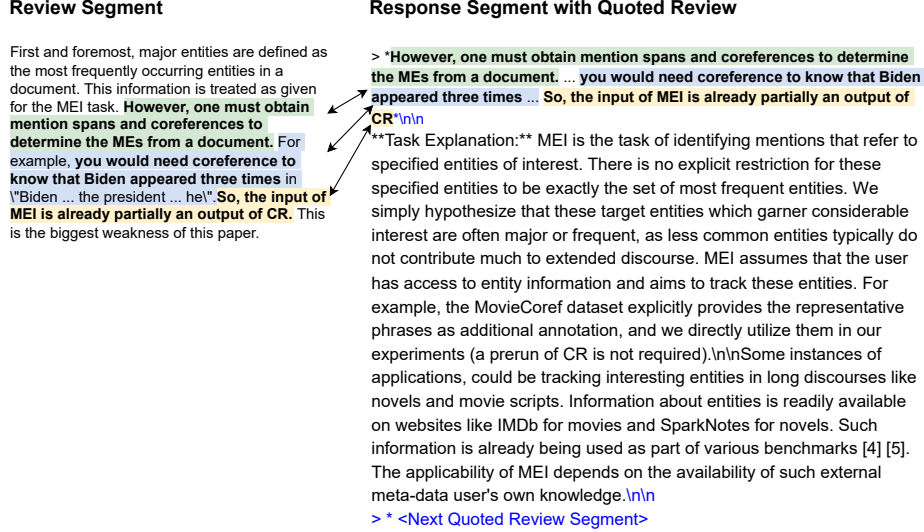 Review Segment
First and foremost, major entities are defined as
the most frequently occurring entities in a
document. This information is treated as given
for the MEI task. However, one must obtain
mention spans and coreferences to
determine the MEs from a document. For
example, you would need coreference to
know that Biden appeared three times in
\"Biden ... the president ... he\".So, the input of
MEI is already partially an output of CR. This
is the biggest weakness of this paper.
Response Segment with Quoted Review
> *However, one must obtain mention spans and coreferences to determine
the MEs from a document. ... you would need coreference to know that Biden
appeared three times ... So, the input of MEI is already partially an output of
CR*\n\n
**Task Explanation:** MEI is the task of identifying mentions that refer to
specified entities of interest. There is no explicit restriction for these
specified entities to be exactly the set of most frequent entities. We
simply hypothesize that these target entities which garner considerable
interest are often major or frequent, as less common entities typically do
not contribute much to extended discourse. MEI assumes that the user
has access to entity information and aims to track these entities. For
example, the MovieCoref dataset explicitly provides the representative
phrases as additional annotation, and we directly utilize them in our
experiments (a prerun of CR is not required).\n\nSome instances of
applications, could be tracking interesting entities in long discourses like
novels and movie scripts. Information about entities is readily available
on websites like IMDb for movies and SparkNotes for novels. Such
information is already being used as part of various benchmarks [4] [5].
The applicability of MEI depends on the availability of such external
meta-data user's own knowledge.\n\n
> * <Next Quoted Review Segment>